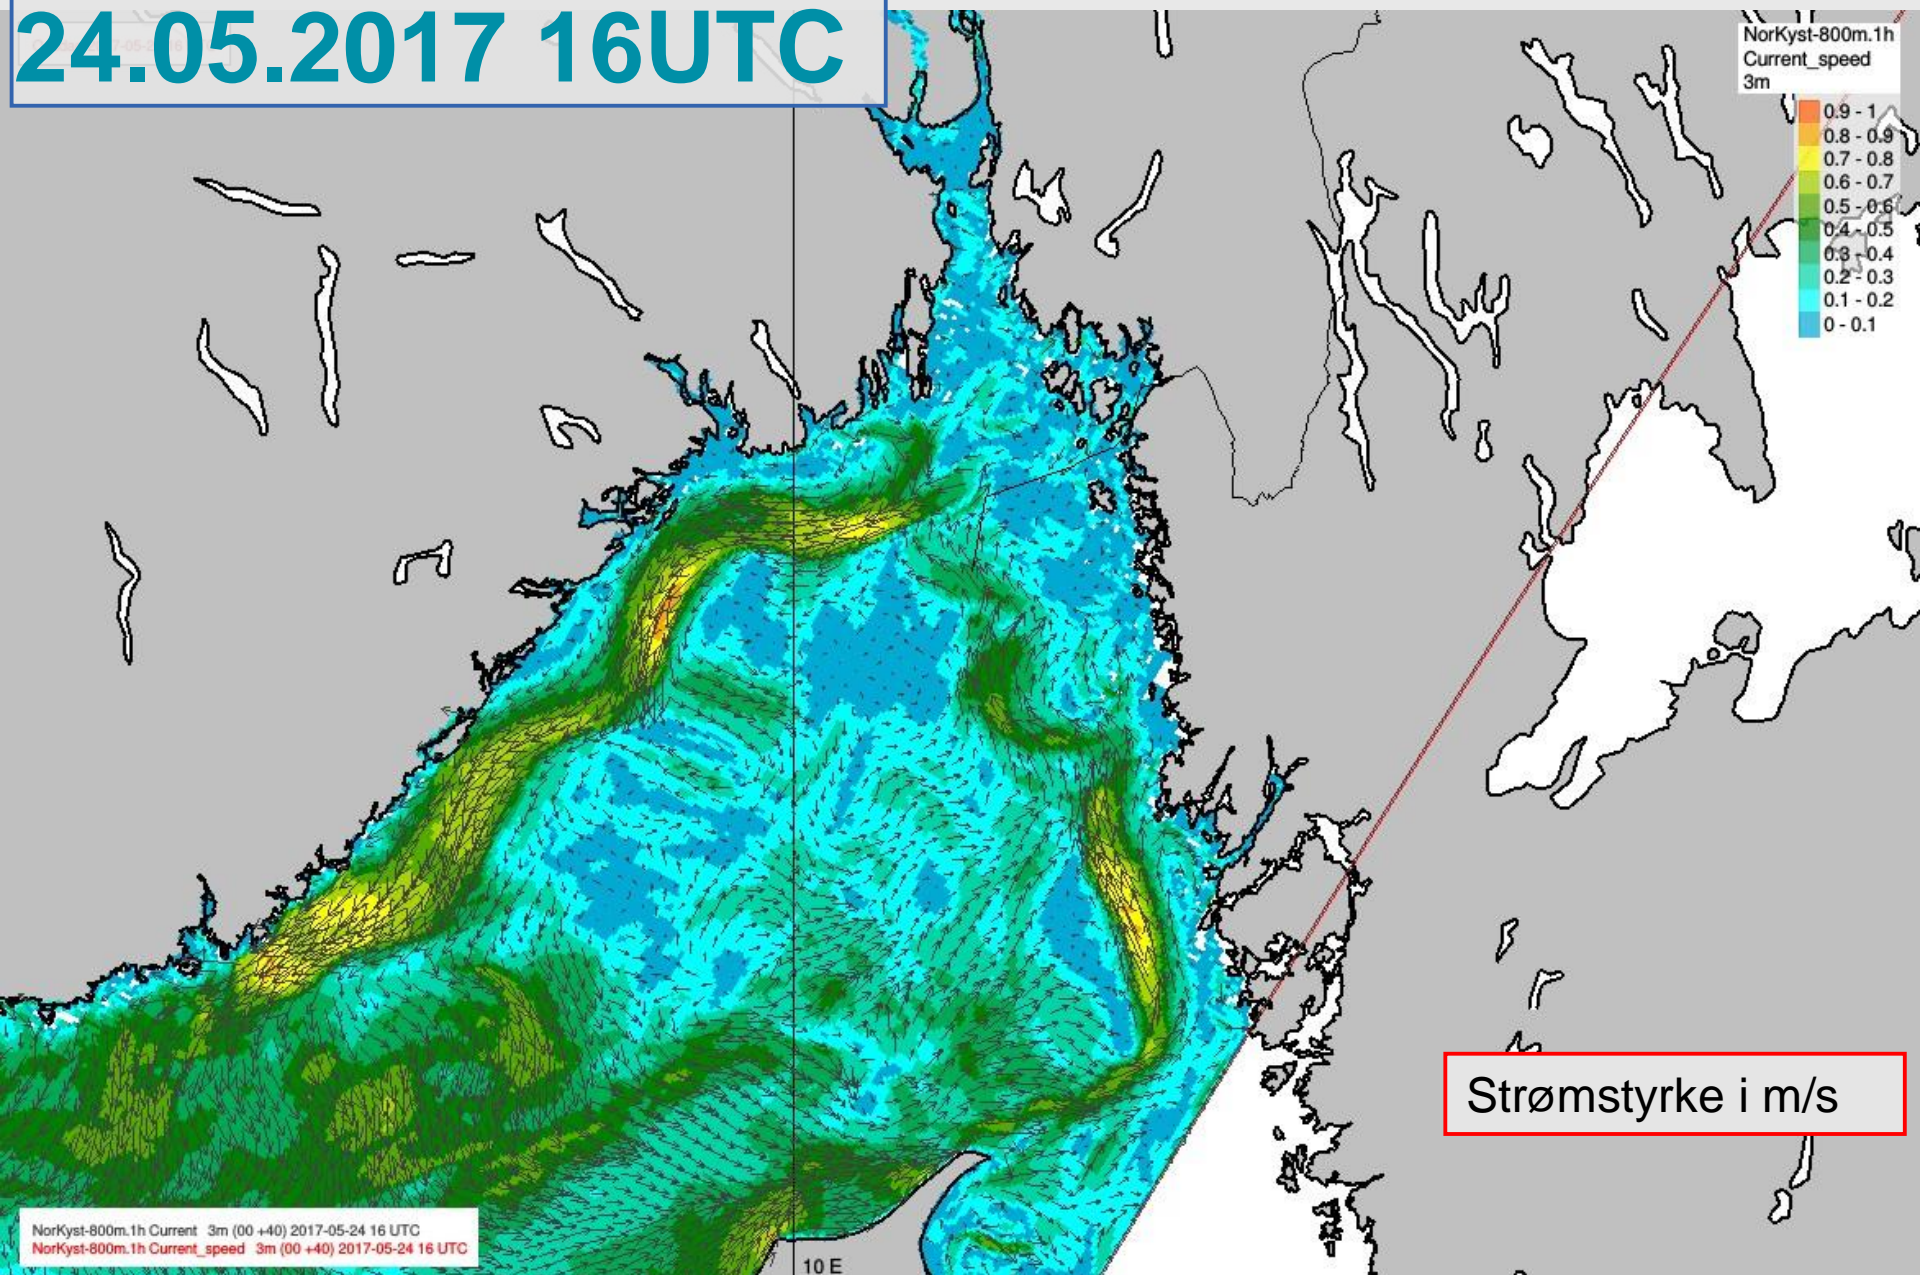 24.05.2017 16UTC
NorKyst-800m.1h
Current_speed
3m
0.9 - 1
0.8 - 0.9
0.7 - 0.8
0.6 - 0.7
0.5 - 0.6
0.4 - 0.5
0.3 - 0.4
0.2 - 0.3
0.1 - 0.2
0 - 0.1
Strømstyrke i m/s
NorKyst-800m.1h Current 3m (00 +40) 2017-05-24 16 UTC
NorKyst-800m.1h Current_speed 3m (00 +40) 2017-05-24 16 UTC
10 E